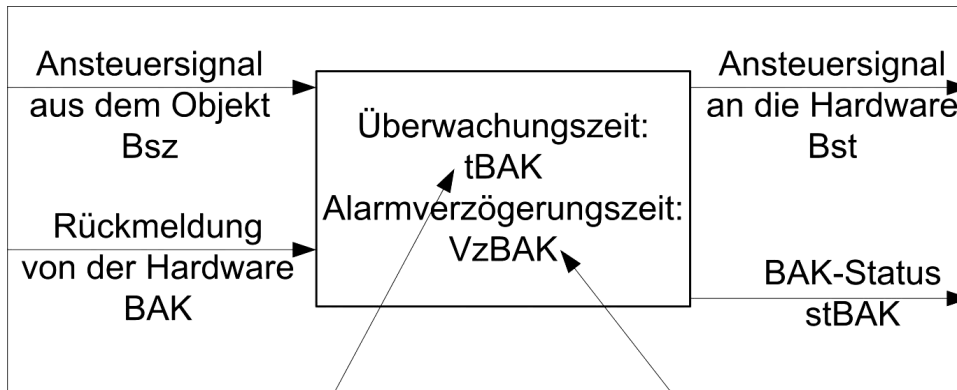 Ansteuersignal
aus dem Objekt
Bsz
Rückmeldung
von der Hardware
BAK
Überwachungszeit:
tBAK
Alarmverzögerungszeit:
VzBAK
Ansteuersignal
an die Hardware
Bst
BAK-Status
stBAK